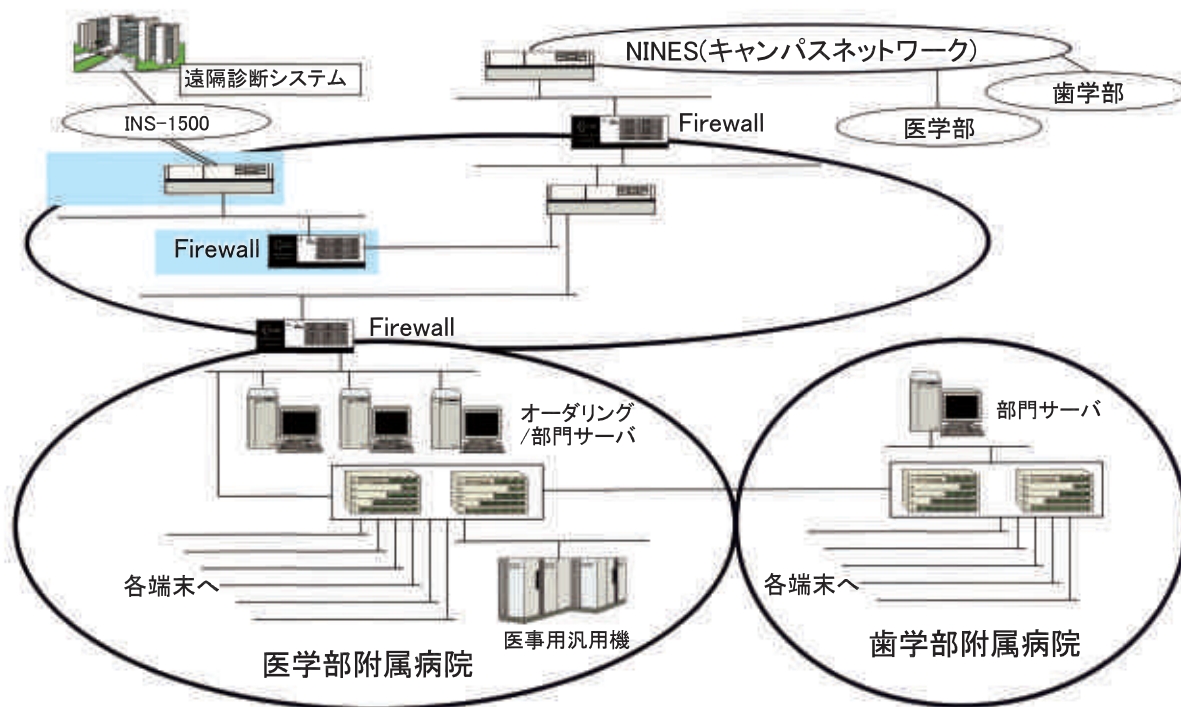 NINES(キャンパスネットワーク)
遠隔診断システム
歯学部
INS-1500
Firewall
医学部
Firewall
Firewall
オーダリング
/部門サーバ
部門サーバ
各端末へ
各端末へ
医事用汎用機
医学部附属病院
歯学部附属病院